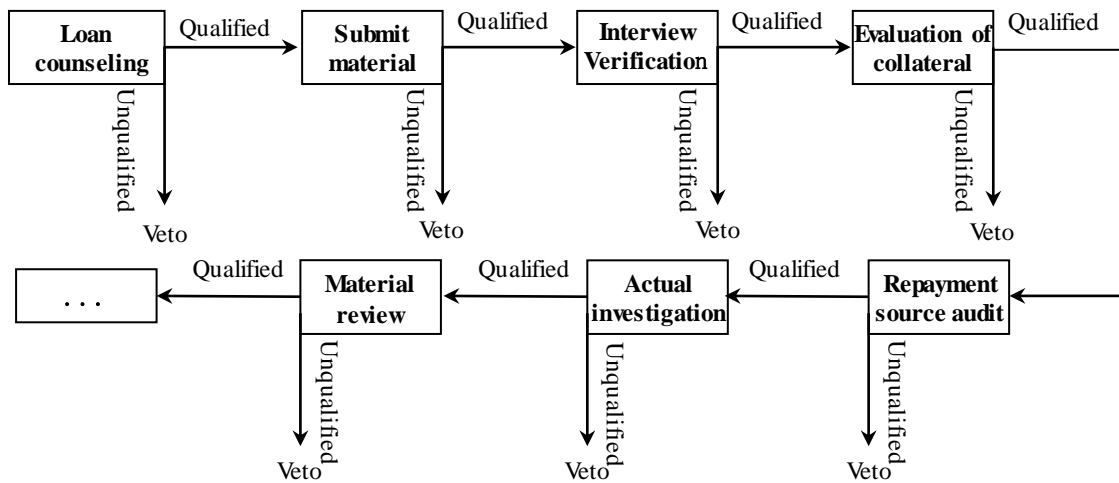 Loan
counseling
Qualified
Submit
material
Qualified
Interview
Verification
Qualified
Evaluation of
collateral
Qualified
Unqualified
Unqualified
Unqualified
Unqualified
Veto
Veto
Veto
Veto
. . .
Qualified
Material
review
Qualified
Actual
investigation
Qualified
Repayment
source audit
Unqualified
Unqualified
Unqualified
Veto
Veto
Veto